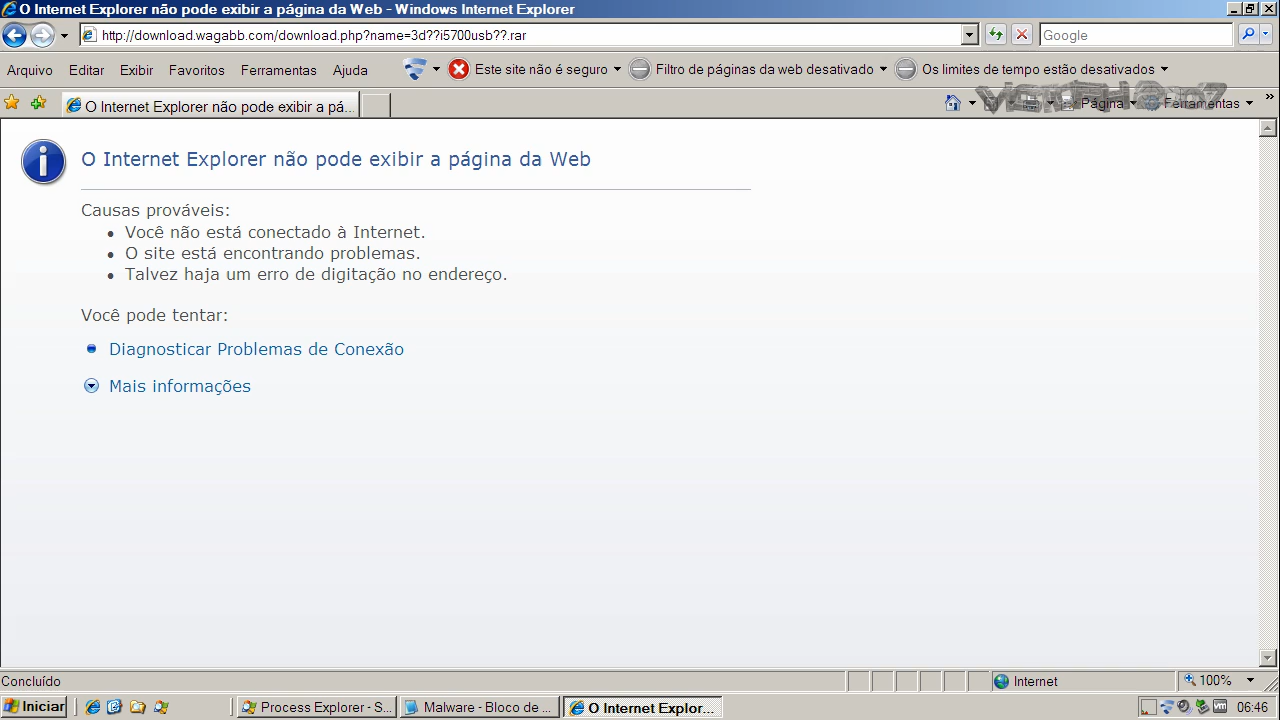 O Internet Explorer não pode exibir a página da Web - Windows Internet Explorer
http://download.wagabb.com/download.php?name=3d??i5700usb??.rar
Google
Arquivo Editar Exibir Favoritos Ferramentas Ajuda
Este site não é seguro
Filtro de páginas da web desativado
Os limites de tempo estão desativados
O Internet Explorer não pode exibir a pá...
Página
Ferramentas
O Internet Explorer não pode exibir a página da Web
Causas prováveis:
Você não está conectado à Internet.
O site está encontrando problemas.
Talvez haja um erro de digitação no endereço.
Você pode tentar:
Diagnosticar Problemas de Conexão
Mais informações
Concluído
Internet
100%
Iniciar
Process Explorer - S...
Malware - Bloco de ...
O Internet Explor...
06:46